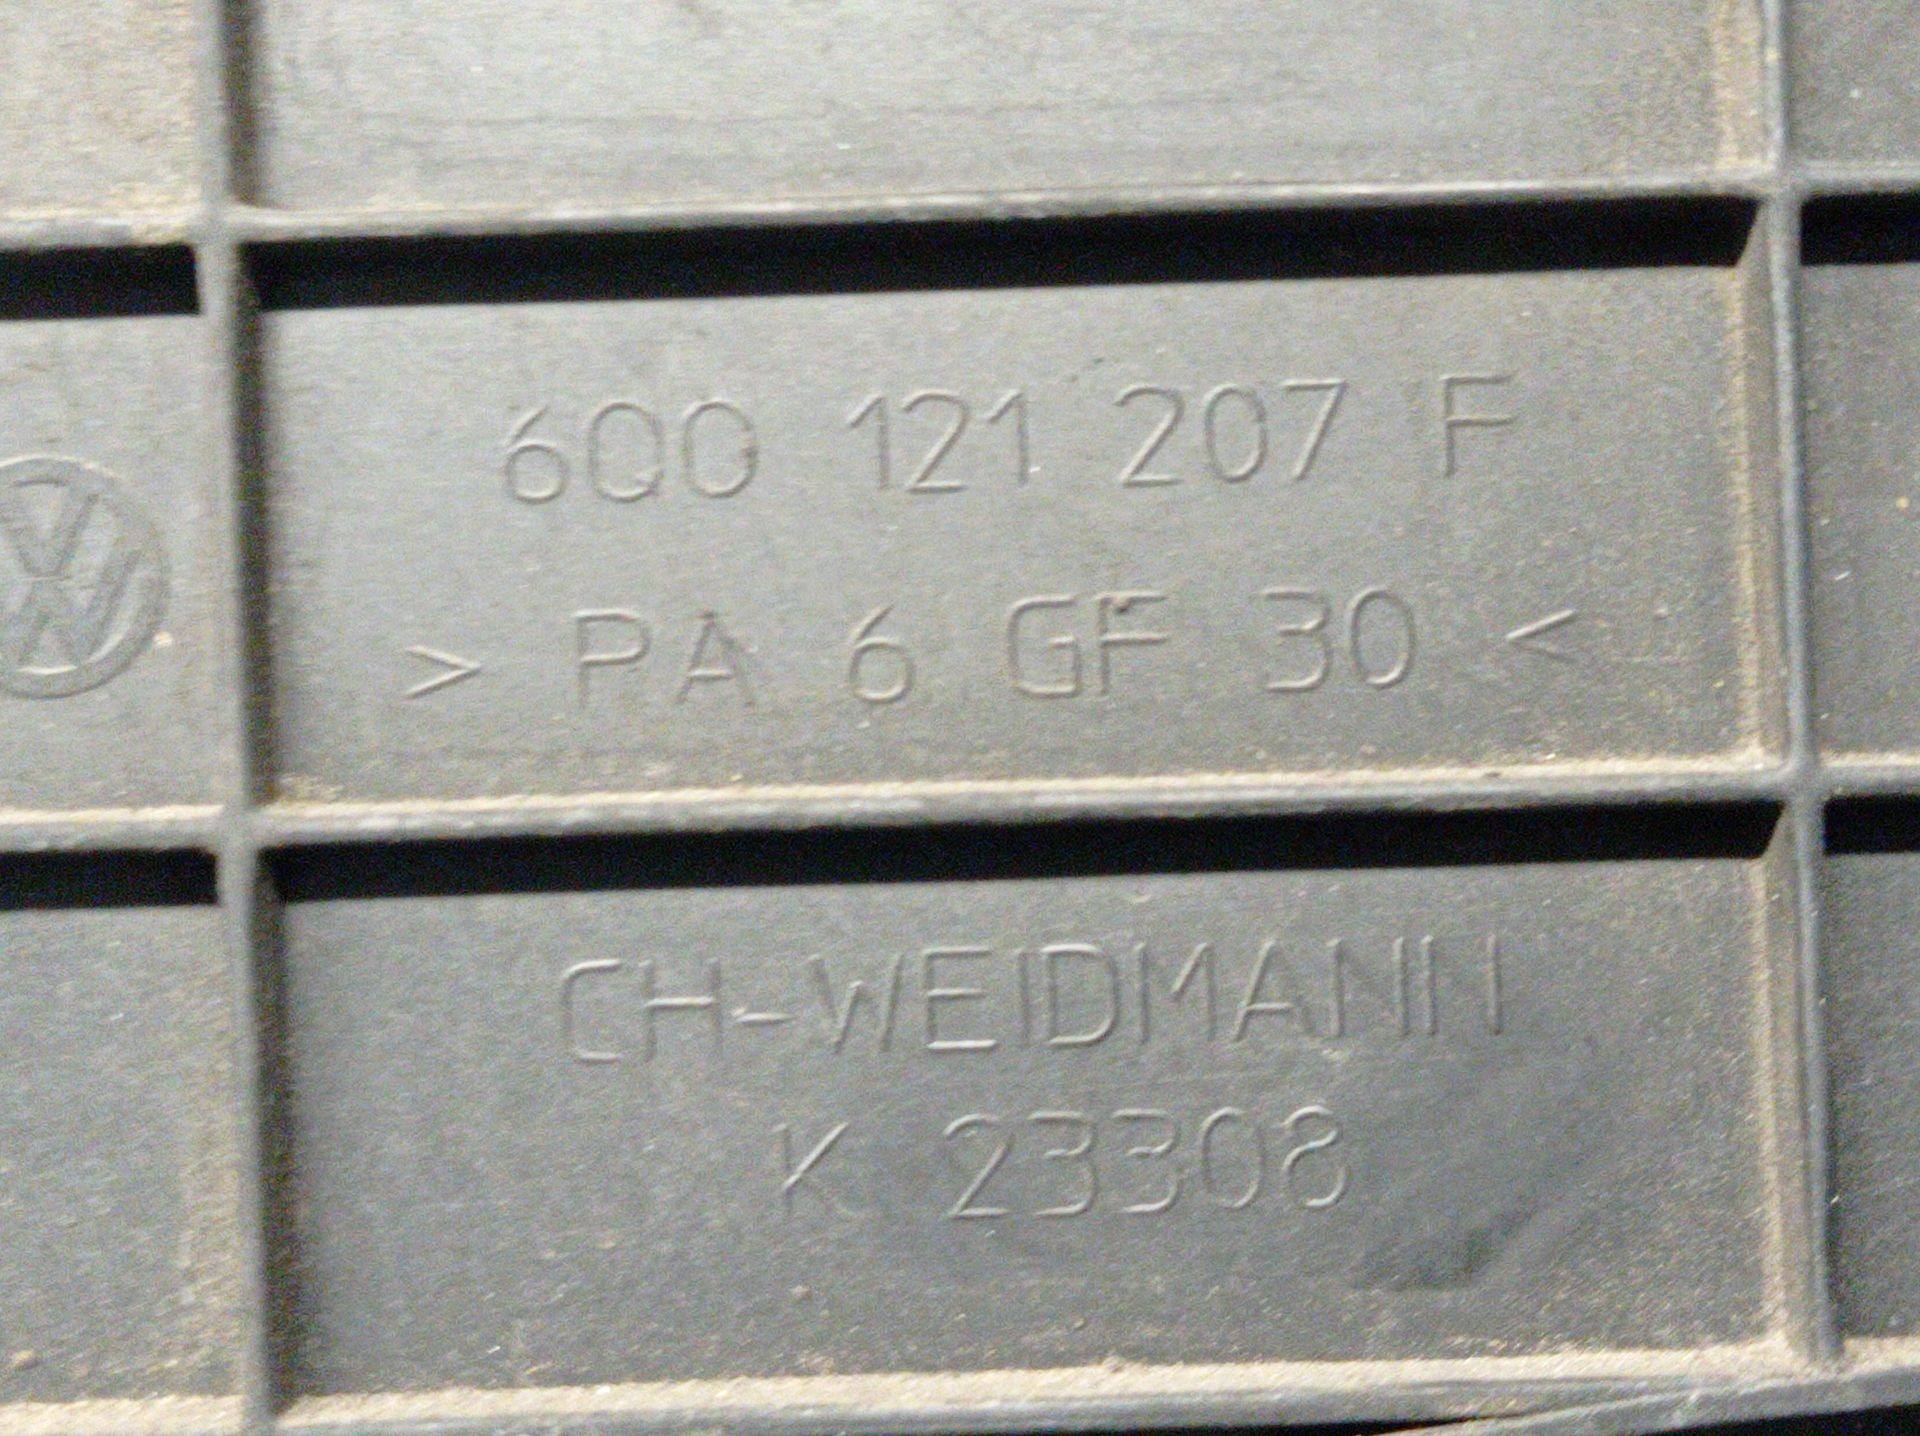 6Q0 121 207 F
> PA 6 GF 30 <
CH-WEIDMANN
K 23308